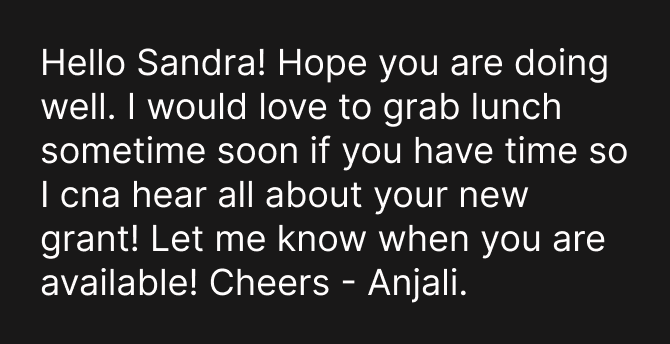 Hello Sandra! Hope you are doing
well. I would love to grab lunch
sometime soon if you have time so
I cna hear all about your new
grant! Let me know when you are
available! Cheers - Anjali.